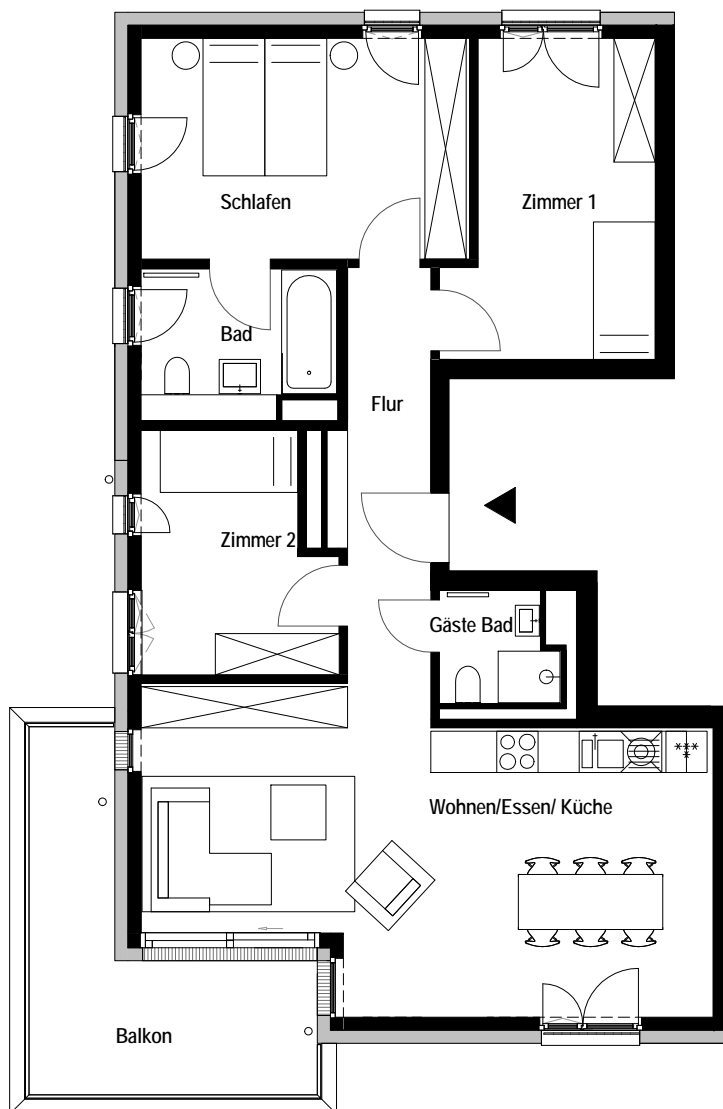 Schlafen
Zimmer 1
Bad
Flur
Zimmer 2
Gäste Bad
***
Wohnen/Essen/ Küche
Balkon